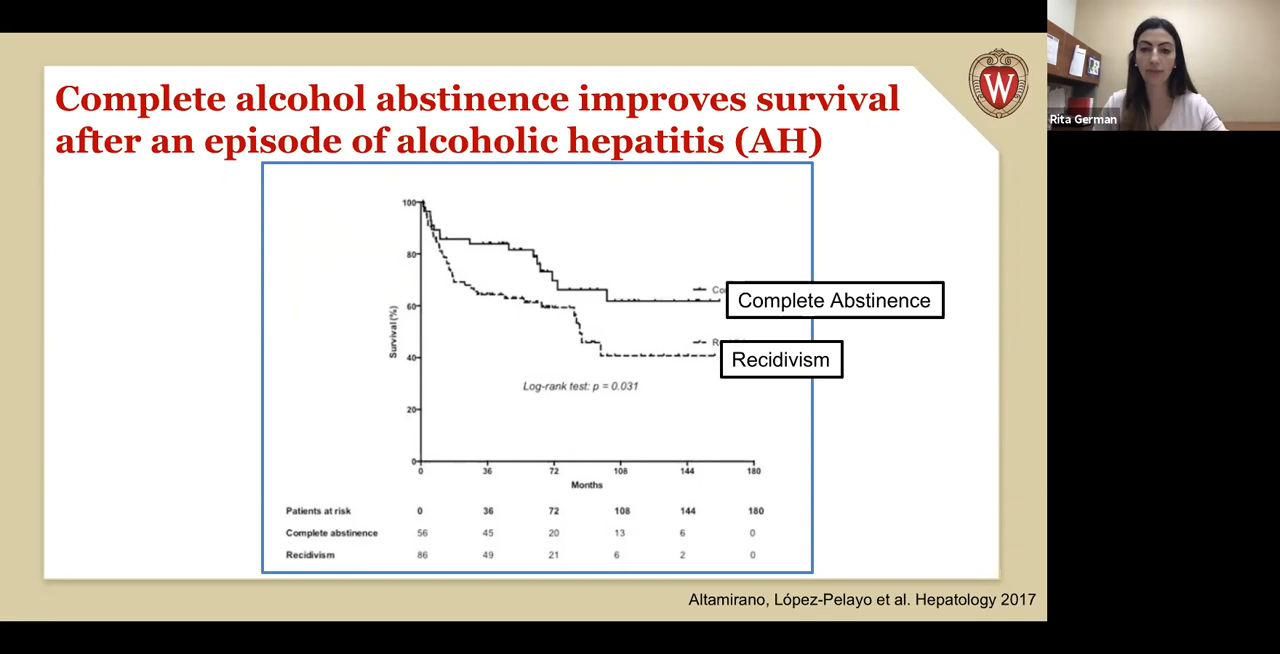 Complete alcohol abstinence improves survival
after an episode of alcoholic hepatitis (AH)
W
Rita German
100
80
60
40
20
0
Survival (%)
Co
Complete Abstinence
Recidivism
Log-rank test: p = 0.031
0 36 72 108 144 180
Months
Patients at risk 0 36 72 108 144 180
Complete abstinence 56 45 20 13 6 0
Recidivism 86 49 21 6 2 0
Altamirano, López-Pelayo et al. Hepatology 2017